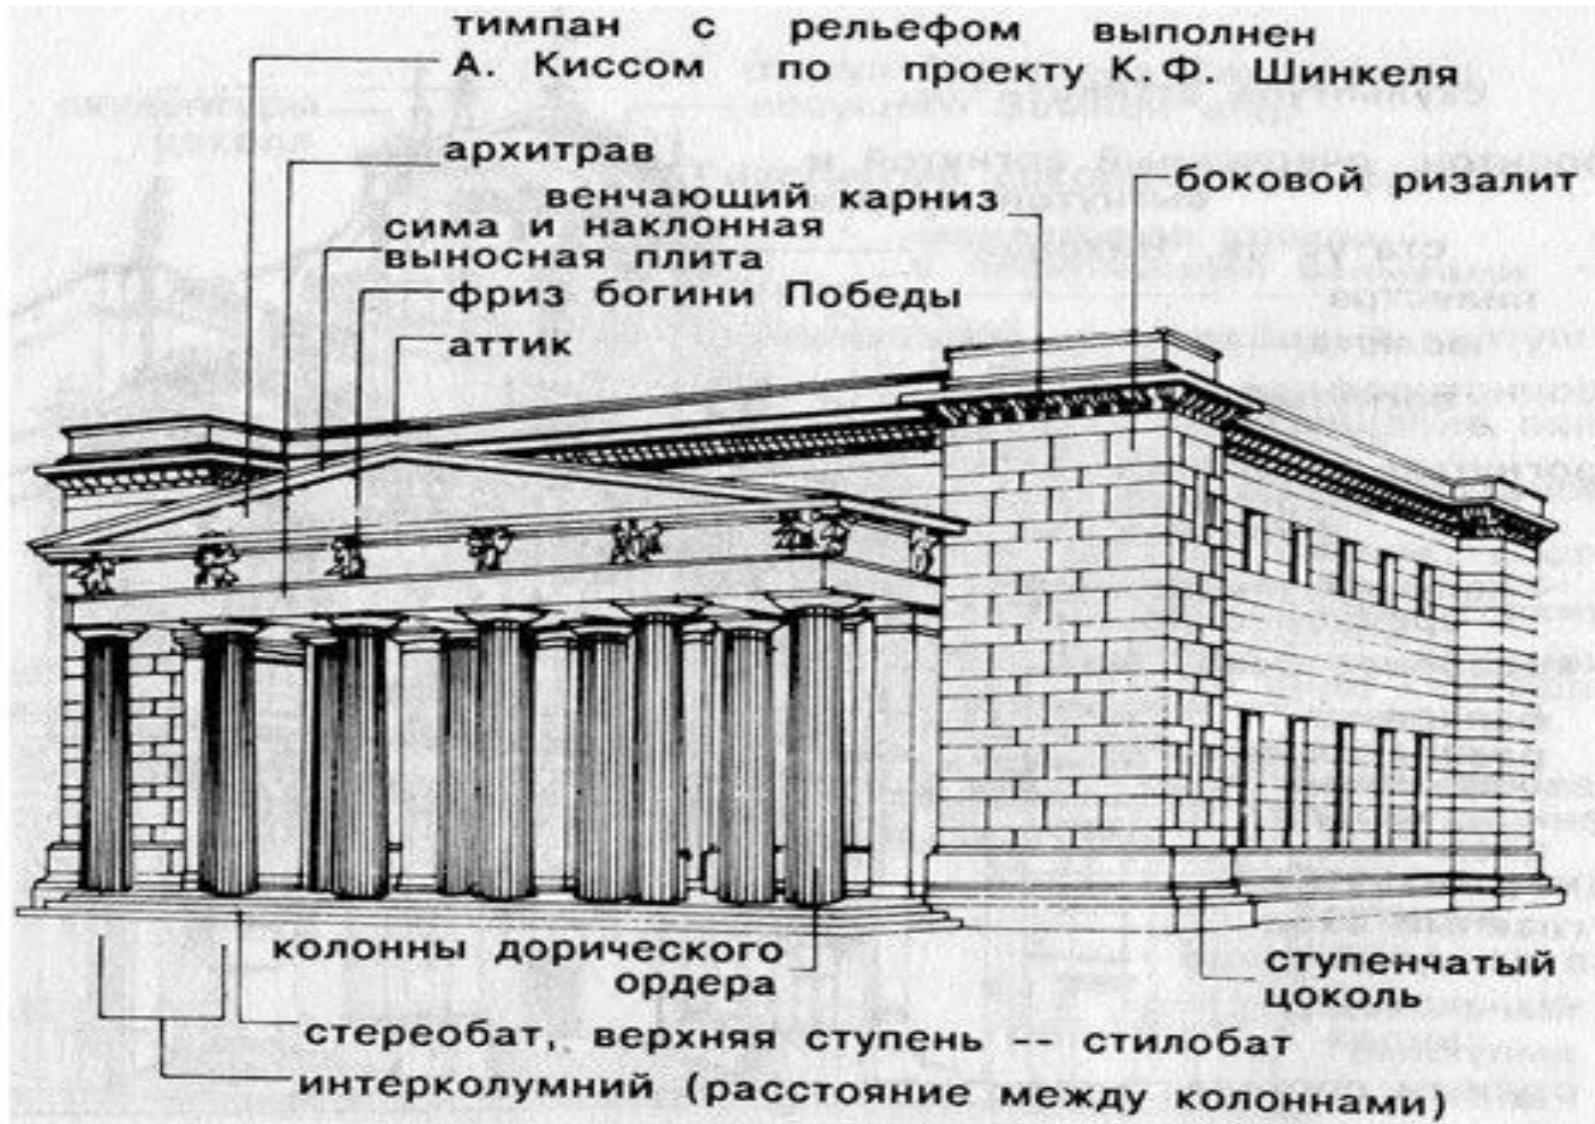 тимпан с рельефом выполнен
А. Киссом по проекту К. Ф. Шинкеля
архитрав
боковой ризалит
венчающий карниз
сима и наклонная
выносная плита
фриз богини Победы
аттик
колонны дорического
ордера
ступенчатый
цоколь
стереобат, верхняя ступень -- стилобат
интерколумний (расстояние между колоннами)